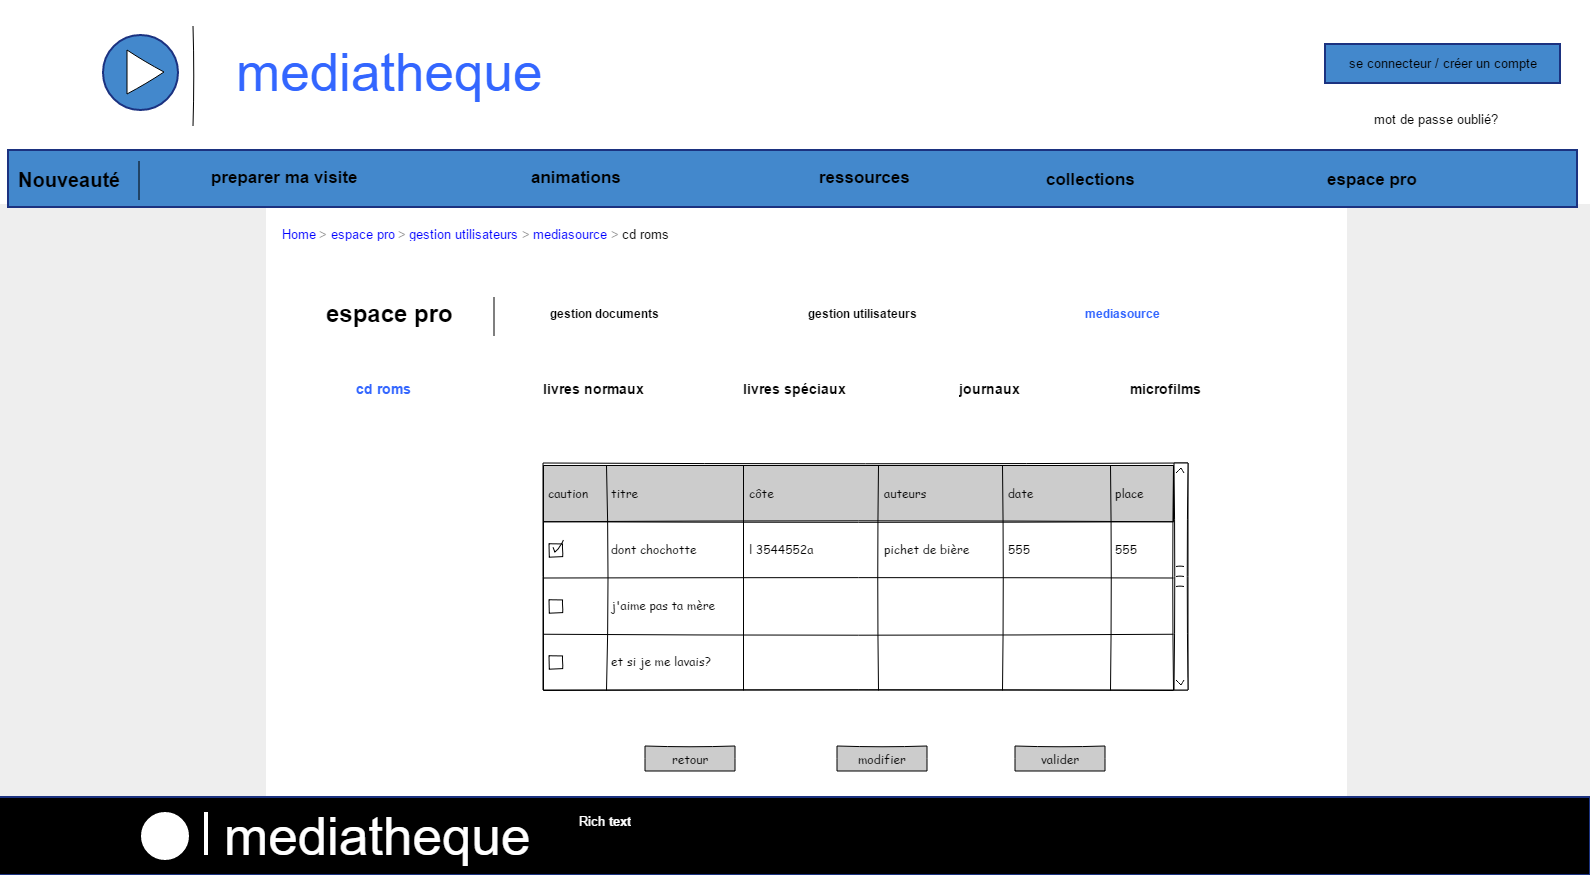 mediatheque
se connecteur / créer un compte
mot de passe oublié?
Nouveauté preparer ma visite animations ressources collections espace pro
Home > espace pro > gestion utilisateurs > mediasource > cd roms
espace pro gestion documents gestion utilisateurs mediasource
cd roms livres normaux livres spéciaux journaux microfilms
caution titre côte auteurs date place
dont chochotte l 3544552a pichet de bière 555 555
j'aime pas ta mère
et si je me lavais?
retour modifier valider
mediatheque Rich text